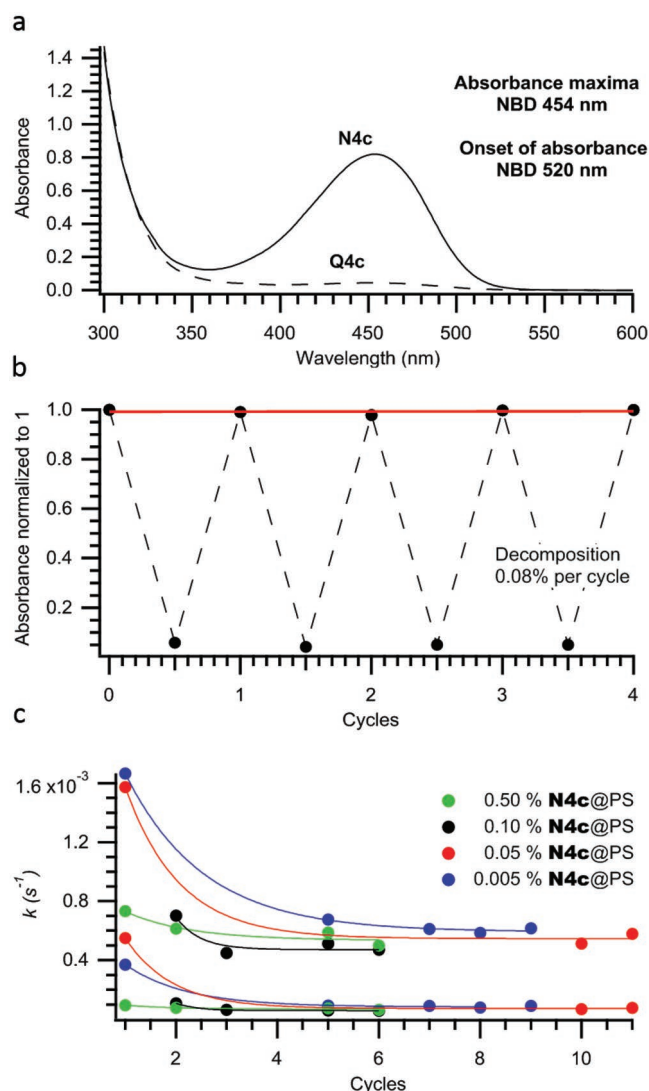 a
1.4
1.2
1.0
0.8
0.6
0.4
0.2
0.0
Absorbance
Absorbance maxima
NBD 454 nm
Onset of absorbance
NBD 520 nm
N4c
Q4c
300 350 400 450 500 550 600
Wavelength (nm)
b
1.0
0.8
0.6
0.4
0.2
Absorbance normalized to 1
Decomposition
0.08% per cycle
0 1 2 3 4
Cycles
c
1.6 x10⁻³
1.2
0.8
0.4
k (s⁻¹)
0.50 % N4c@PS
0.10 % N4c@PS
0.05 % N4c@PS
0.005 % N4c@PS
2 4 6 8 10
Cycles